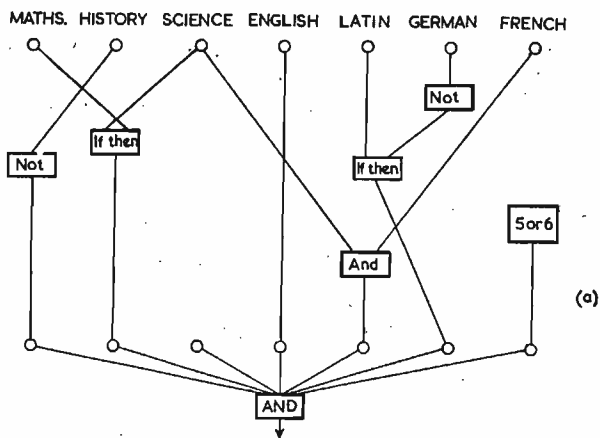 MATHS. HISTORY SCIENCE ENGLISH LATIN GERMAN FRENCH
Not
If then
Not
If then
5or6
And
(a)
AND